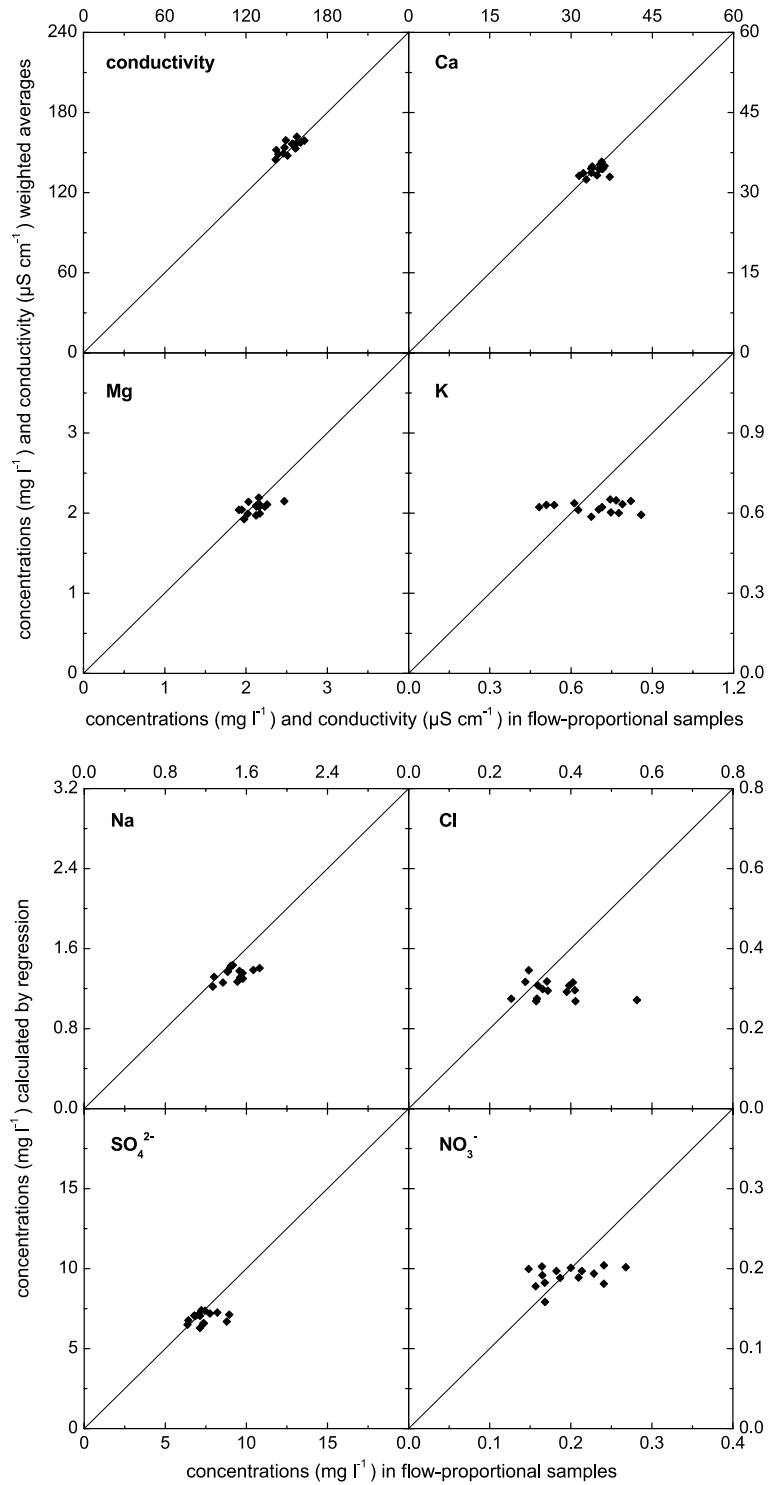 0 60 120 180 0 15 30 45 60
240 60
conductivity Ca
180 45
120 30
60 15
0 0
Mg K
3 0.9
2 0.6
1 0.3
0 0.0
0 1 2 3 0.0 0.3 0.6 0.9 1.2
concentrations (mg l⁻¹) and conductivity (µS cm⁻¹) weighted averages
concentrations (mg l⁻¹) and conductivity (µS cm⁻¹) in flow-proportional samples
0.0 0.8 1.6 2.4 0.0 0.2 0.4 0.6 0.8
3.2 0.8
Na Cl
2.4 0.6
1.6 0.4
0.8 0.2
0.0 0.0
SO₄²⁻ NO₃⁻
15 0.3
10 0.2
5 0.1
0 0.0
0 5 10 15 0.0 0.1 0.2 0.3 0.4
concentrations (mg l⁻¹) calculated by regression
concentrations (mg l⁻¹) in flow-proportional samples